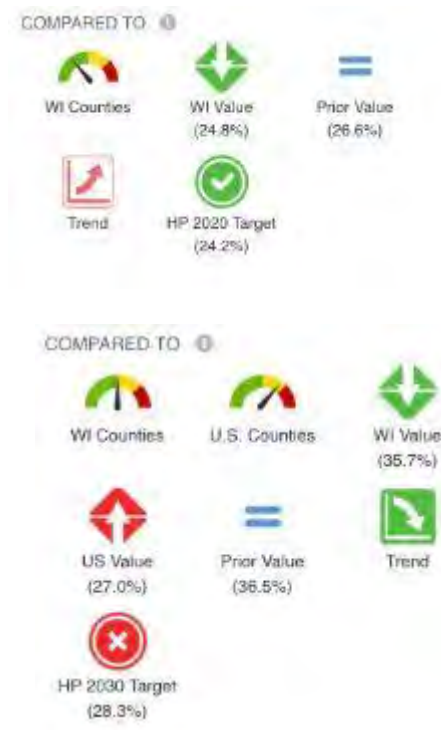 COMPARED TO
WI Counties WI Value Prior Value
(24.8%) (26.6%)
Trend HP 2020 Target
(24.2%)
COMPARED TO
WI Counties U.S. Counties WI Value
(35.7%)
US Value Prior Value Trend
(27.0%) (36.5%)
HP 2030 Target
(28.3%)